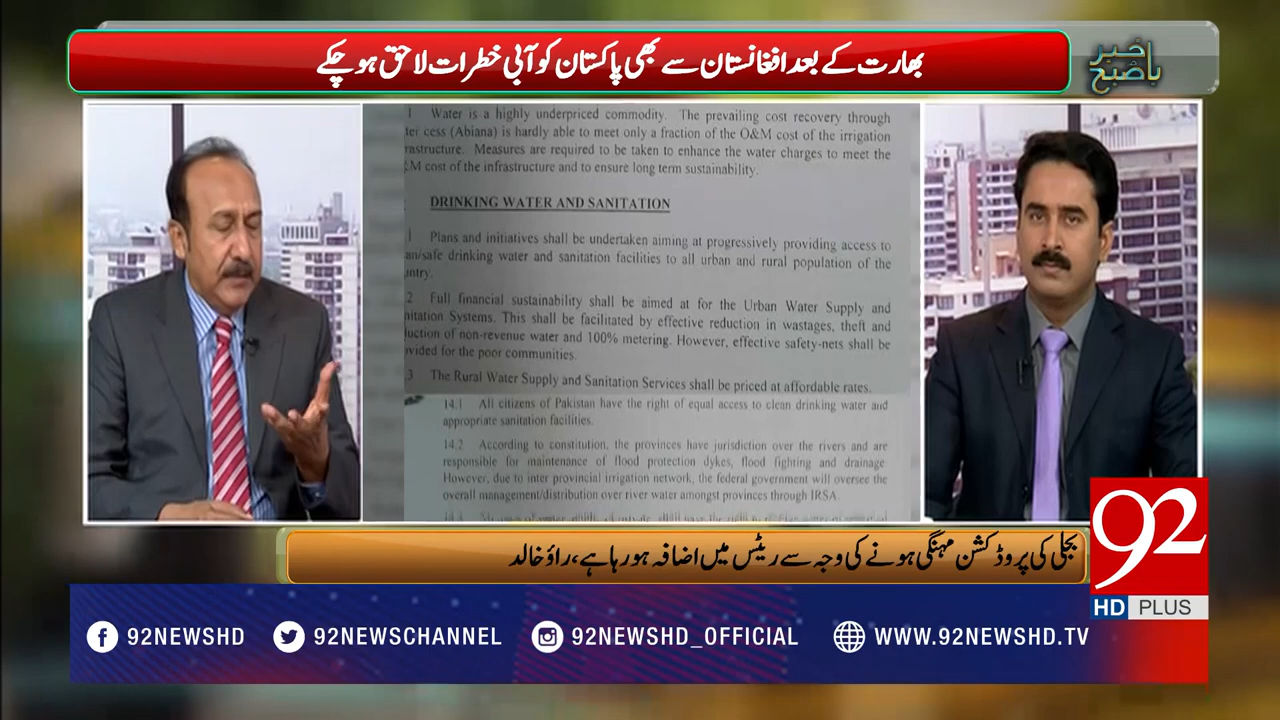 بھارت کے بعد افغانستان سے بھی پاکستان کو آبی خطرات لاحق ہو چکے
باخبر صبح
1 Water is a highly underpriced commodity. The prevailing cost recovery through
ter cess (Abiana) is hardly able to meet only a fraction of the O&M cost of the irrigation
rastructure. Measures are required to be taken to enhance the water charges to meet the
&M cost of the infrastructure and to ensure long term sustainability.
DRINKING WATER AND SANITATION
1 Plans and initiatives shall be undertaken aiming at progressively providing access to
an/safe drinking water and sanitation facilities to all urban and rural population of the
untry.
2 Full financial sustainability shall be aimed at for the Urban Water Supply and
nitation Systems. This shall be facilitated by effective reduction in wastages, theft and
duction of non-revenue water and 100% metering. However, effective safety-nets shall be
ovided for the poor communities.
3 The Rural Water Supply and Sanitation Services shall be priced at affordable rates.
14.1 All citizens of Pakistan have the right of equal access to clean drinking water and
appropriate sanitation facilities.
14.2 According to constitution, the provinces have jurisdiction over the rivers and are
responsible for maintenance of flood protection dykes, flood fighting and drainage.
However, due to inter provincial irrigation network, the federal government will oversee the
overall management/distribution over river water amongst provinces through IRSA.
بجلی کی پروڈکشن مہنگی ہونے کی وجہ سے ریٹس میں اضافہ ہو رہا ہے، راؤ خالد
92
HD PLUS
92NEWSHD 92NEWSCHANNEL 92NEWSHD_OFFICIAL WWW.92NEWSHD.TV